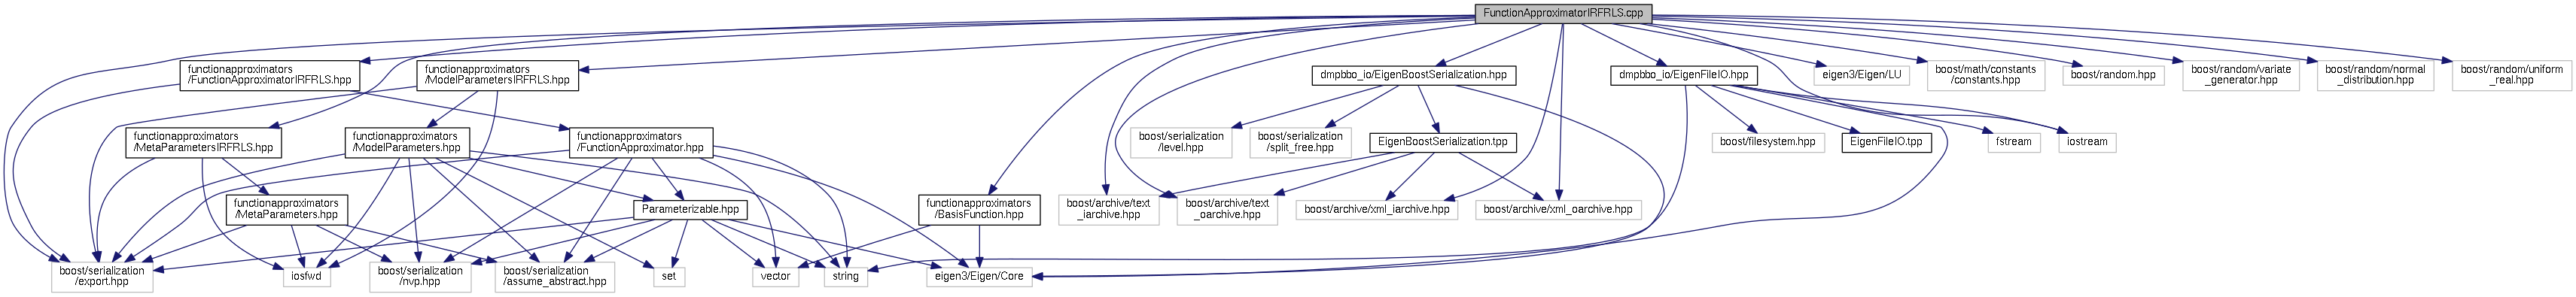 FunctionApproximatorIRFRLS.cpp
functionapproximators
/FunctionApproximatorIRFRLS.hpp
functionapproximators
/ModelParametersIRFRLS.hpp
dmpbbo_io/EigenBoostSerialization.hpp
dmpbbo_io/EigenFileIO.hpp
eigen3/Eigen/LU
boost/math/constants
/constants.hpp
boost/random.hpp
boost/random/variate
_generator.hpp
boost/random/normal
_distribution.hpp
boost/random/uniform
_real.hpp
functionapproximators
/MetaParametersIRFRLS.hpp
functionapproximators
/ModelParameters.hpp
functionapproximators
/FunctionApproximator.hpp
boost/serialization
/level.hpp
boost/serialization
/split_free.hpp
EigenBoostSerialization.tpp
boost/filesystem.hpp
EigenFileIO.tpp
fstream
iostream
functionapproximators
/MetaParameters.hpp
Parameterizable.hpp
functionapproximators
/BasisFunction.hpp
boost/archive/text
_iarchive.hpp
boost/archive/text
_oarchive.hpp
boost/archive/xml_iarchive.hpp
boost/archive/xml_oarchive.hpp
boost/serialization
/export.hpp
iosfwd
boost/serialization
/nvp.hpp
boost/serialization
/assume_abstract.hpp
set
vector
string
eigen3/Eigen/Core